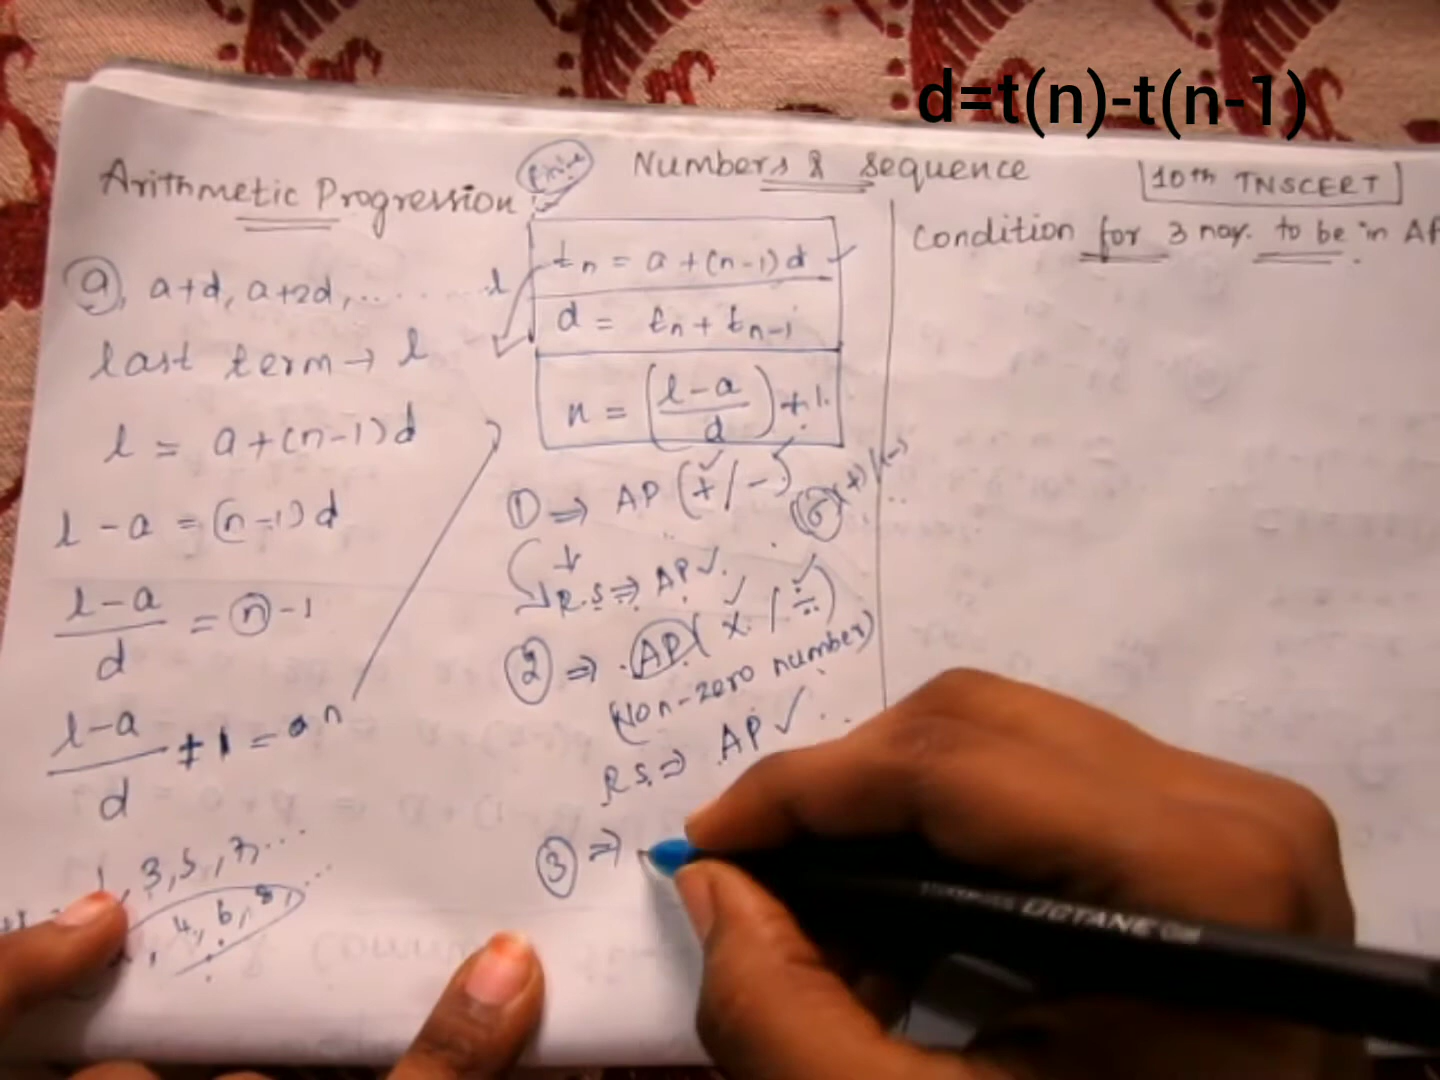 d=t(n)-t(n-1)
Numbers & sequence
10th TNSCERT
Arithmetic Progression
a, a+d, a+2d, ........ l
last term → l
l = a+(n-1)d
l - a = (n-1)d
l-a/d = n-1
l-a/d + 1 = n
1, 3, 5, 7, ...
4, 6, 8, ...
tn = a+(n-1)d
d = tn + tn-1
n = (l-a/d) + 1.
① ⇒ AP (+/-)
(+)/(-)
R.S ⇒ AP ✓.
② ⇒ AP (x / ÷)
(Non-zero number)
R.S. ⇒ AP ✓..
③ ⇒
condition for 3 nos. to be in AP
OCTANE